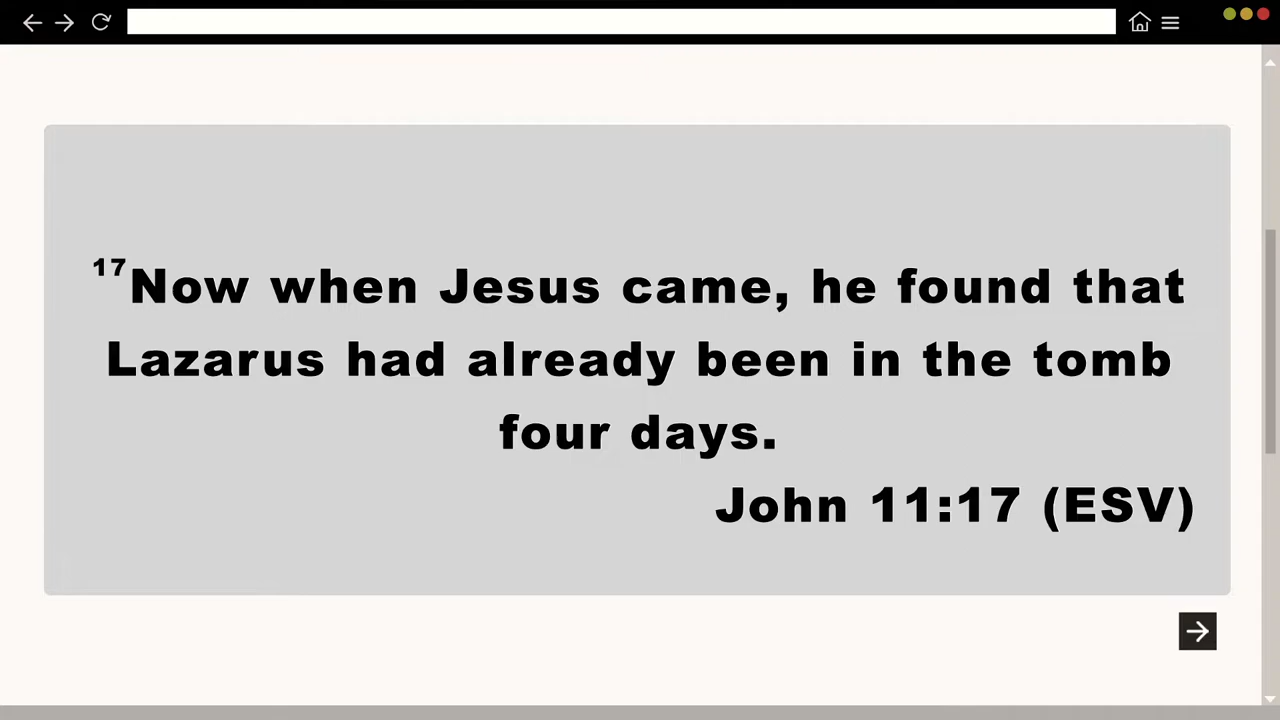 17Now when Jesus came, he found that
Lazarus had already been in the tomb
four days.
John 11:17 (ESV)